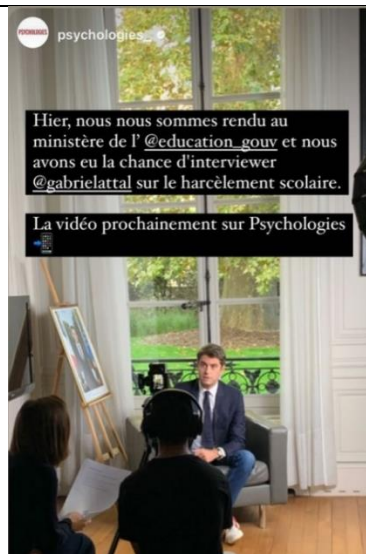 PSYCHOLOGIES
psychologies_
Hier, nous nous sommes rendu au
ministère de l’ @education_gouv et nous
avons eu la chance d'interviewer
@gabrielattal sur le harcèlement scolaire.
La vidéo prochainement sur Psychologies